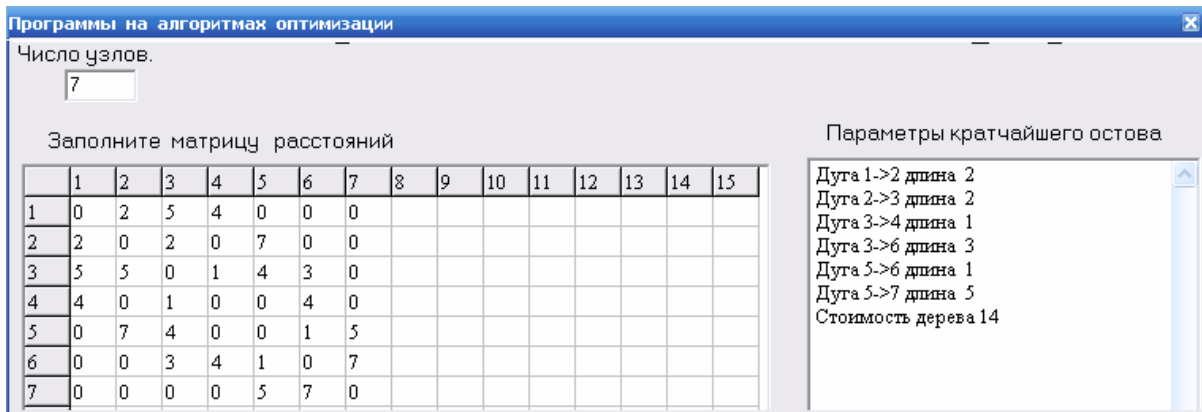 Программы на алгоритмах оптимизации
Число узлов.
7
Заполните матрицу расстояний
Параметры кратчайшего остова
1 2 3 4 5 6 7 8 9 10 11 12 13 14 15
1 0 2 5 4 0 0 0
2 2 0 2 0 7 0 0
3 5 5 0 1 4 3 0
4 4 0 1 0 0 4 0
5 0 7 4 0 0 1 5
6 0 0 3 4 1 0 7
7 0 0 0 0 5 7 0
Дуга 1->2 длина 2
Дуга 2->3 длина 2
Дуга 3->4 длина 1
Дуга 3->6 длина 3
Дуга 5->6 длина 1
Дуга 5->7 длина 5
Стоимость дерева 14